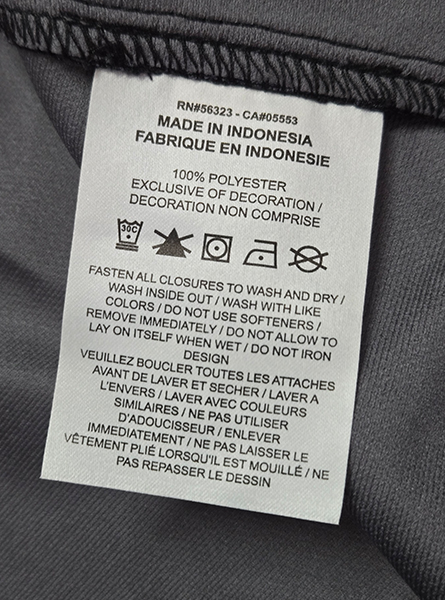 RN#56323 - CA#05553
MADE IN INDONESIA
FABRIQUE EN INDONESIE
100% POLYESTER
EXCLUSIVE OF DECORATION /
DECORATION NON COMPRISE
30C
FASTEN ALL CLOSURES TO WASH AND DRY /
WASH INSIDE OUT / WASH WITH LIKE
COLORS / DO NOT USE SOFTENERS /
REMOVE IMMEDIATELY / DO NOT ALLOW TO
LAY ON ITSELF WHEN WET / DO NOT IRON
DESIGN
VEUILLEZ BOUCLER TOUTES LES ATTACHES
AVANT DE LAVER ET SECHER / LAVER A
L'ENVERS / LAVER AVEC COULEURS
SIMILAIRES / NE PAS UTILISER
D'ADOUCISSEUR / ENLEVER
IMMEDIATEMENT / NE PAS LAISSER LE
VÊTEMENT PLIÉ LORSQU'IL EST MOUILLÉ / NE
PAS REPASSER LE DESSIN